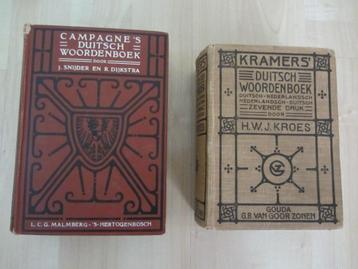 CAMPAGNE'S
DUITSCH
WOORDENBOEK
DOOR
J. SNIJDER EN R. DIJKSTRA
L. C. G. MALMBERG - 'S-HERTOGENBOSCH
KRAMERS'
DUITSCH
WOORDENBOEK
DUITSCH-NEDERLANDSCH
NEDERLANDSCH-DUITSCH
ZEVENDE DRUK
DOOR
H.W.J. KROES
GOUDA
G.B. VAN GOOR ZONEN